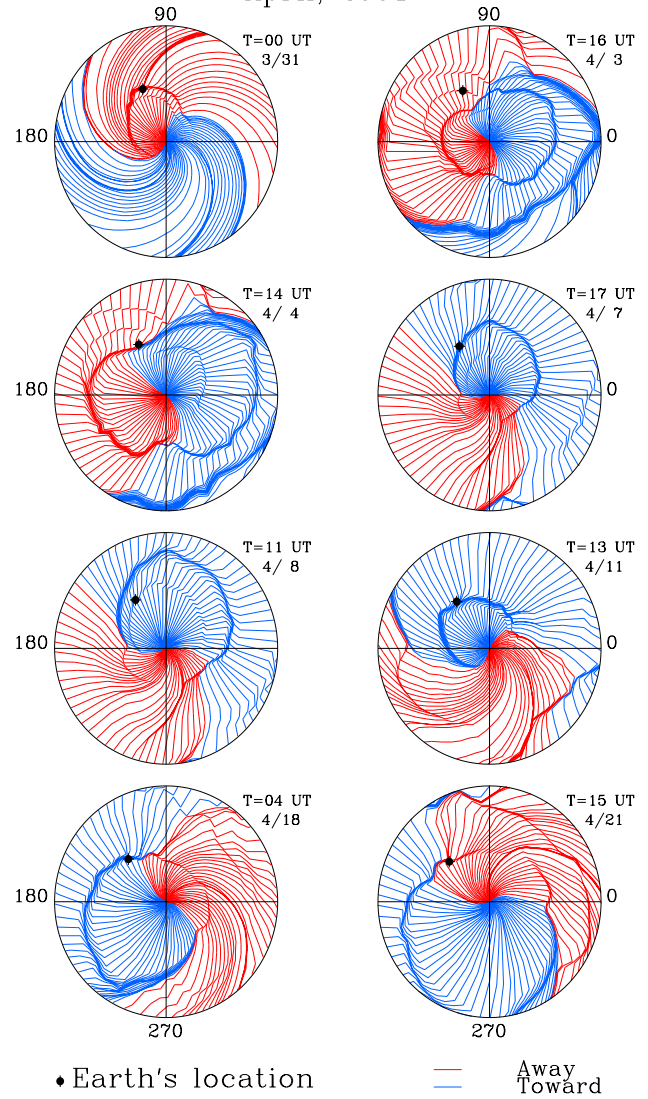 90
90
T=00 UT
3/31
T=16 UT
4/ 3
180
0
T=14 UT
4/ 4
T=17 UT
4/ 7
180
0
T=11 UT
4/ 8
T=13 UT
4/11
180
0
T=04 UT
4/18
T=15 UT
4/21
180
0
270
270
Earth's location
Away
Toward